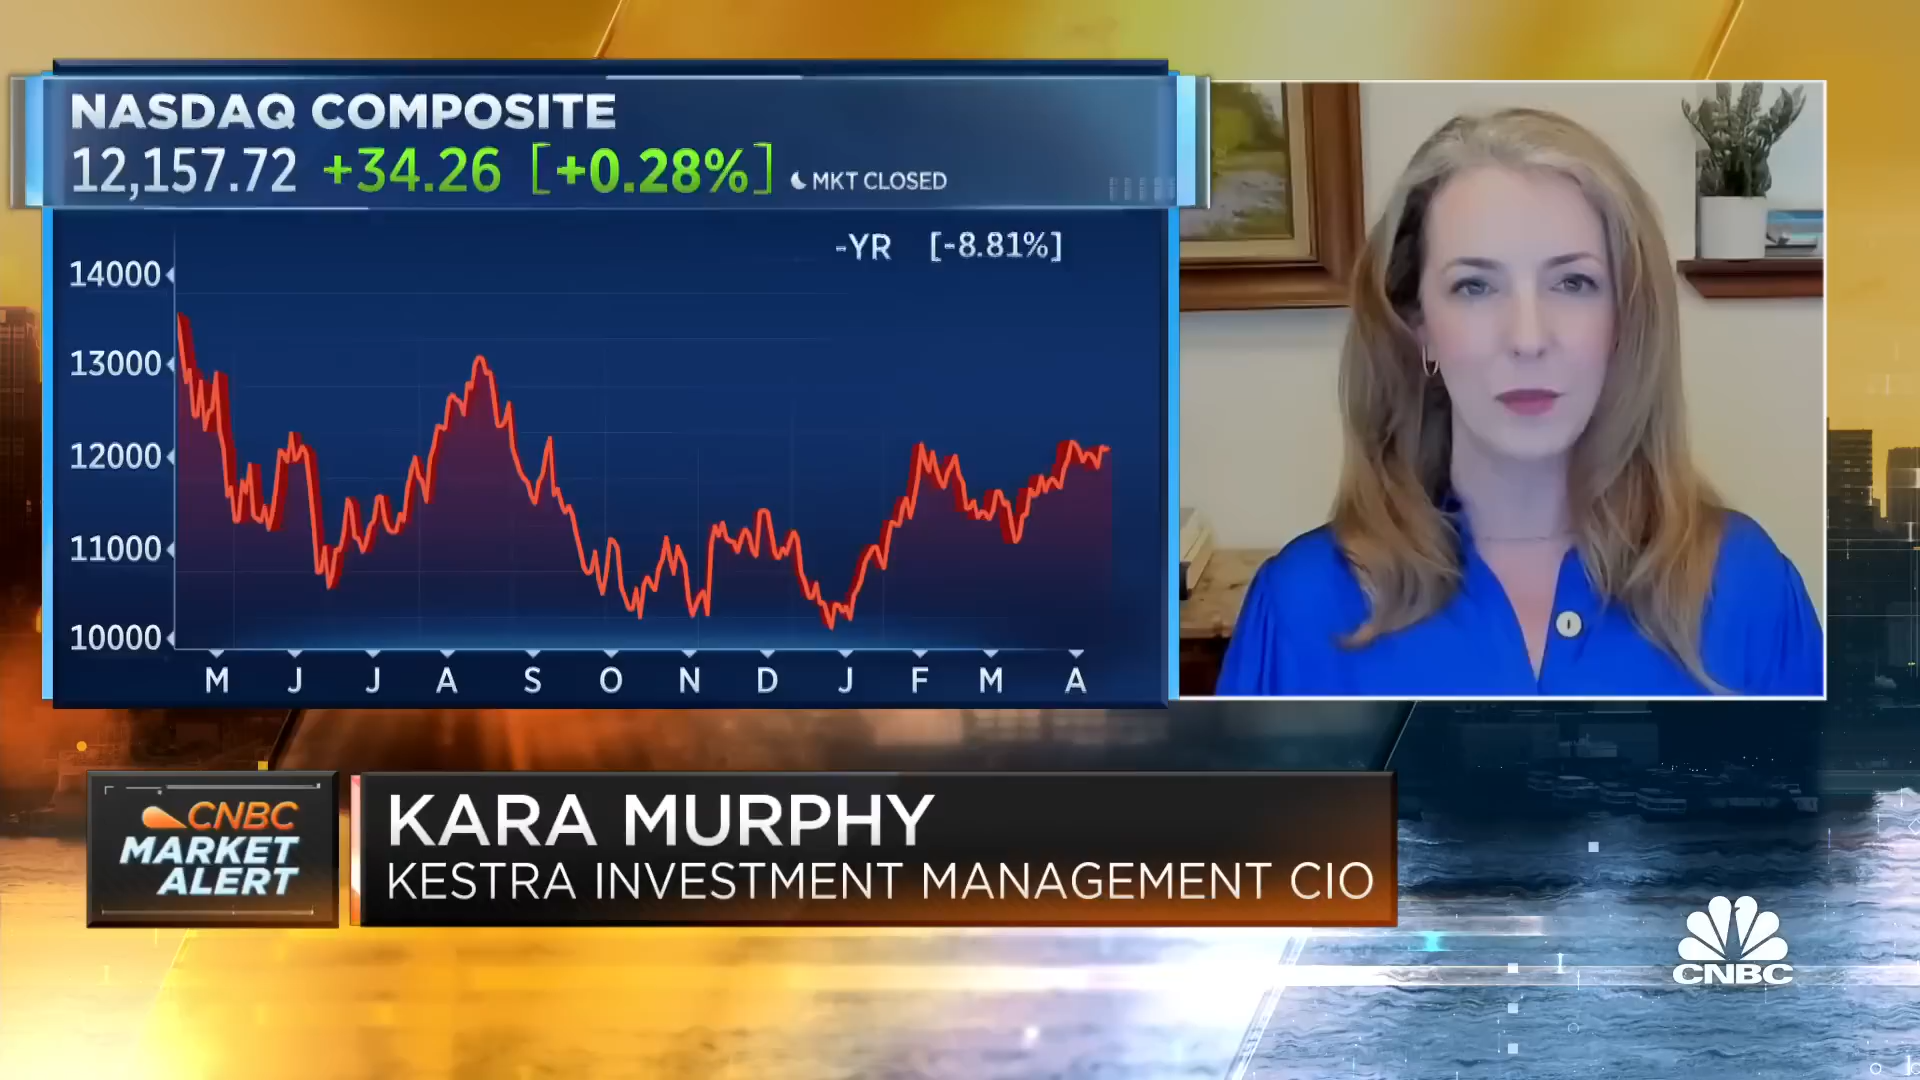 NASDAQ COMPOSITE
12,157.72 +34.26 [+0.28%] MKT CLOSED
-YR [-8.81%]
14000
13000
12000
11000
10000
M J J A S O N D J F M A
CNBC
MARKET
ALERT
KARA MURPHY
KESTRA INVESTMENT MANAGEMENT CIO
CNBC